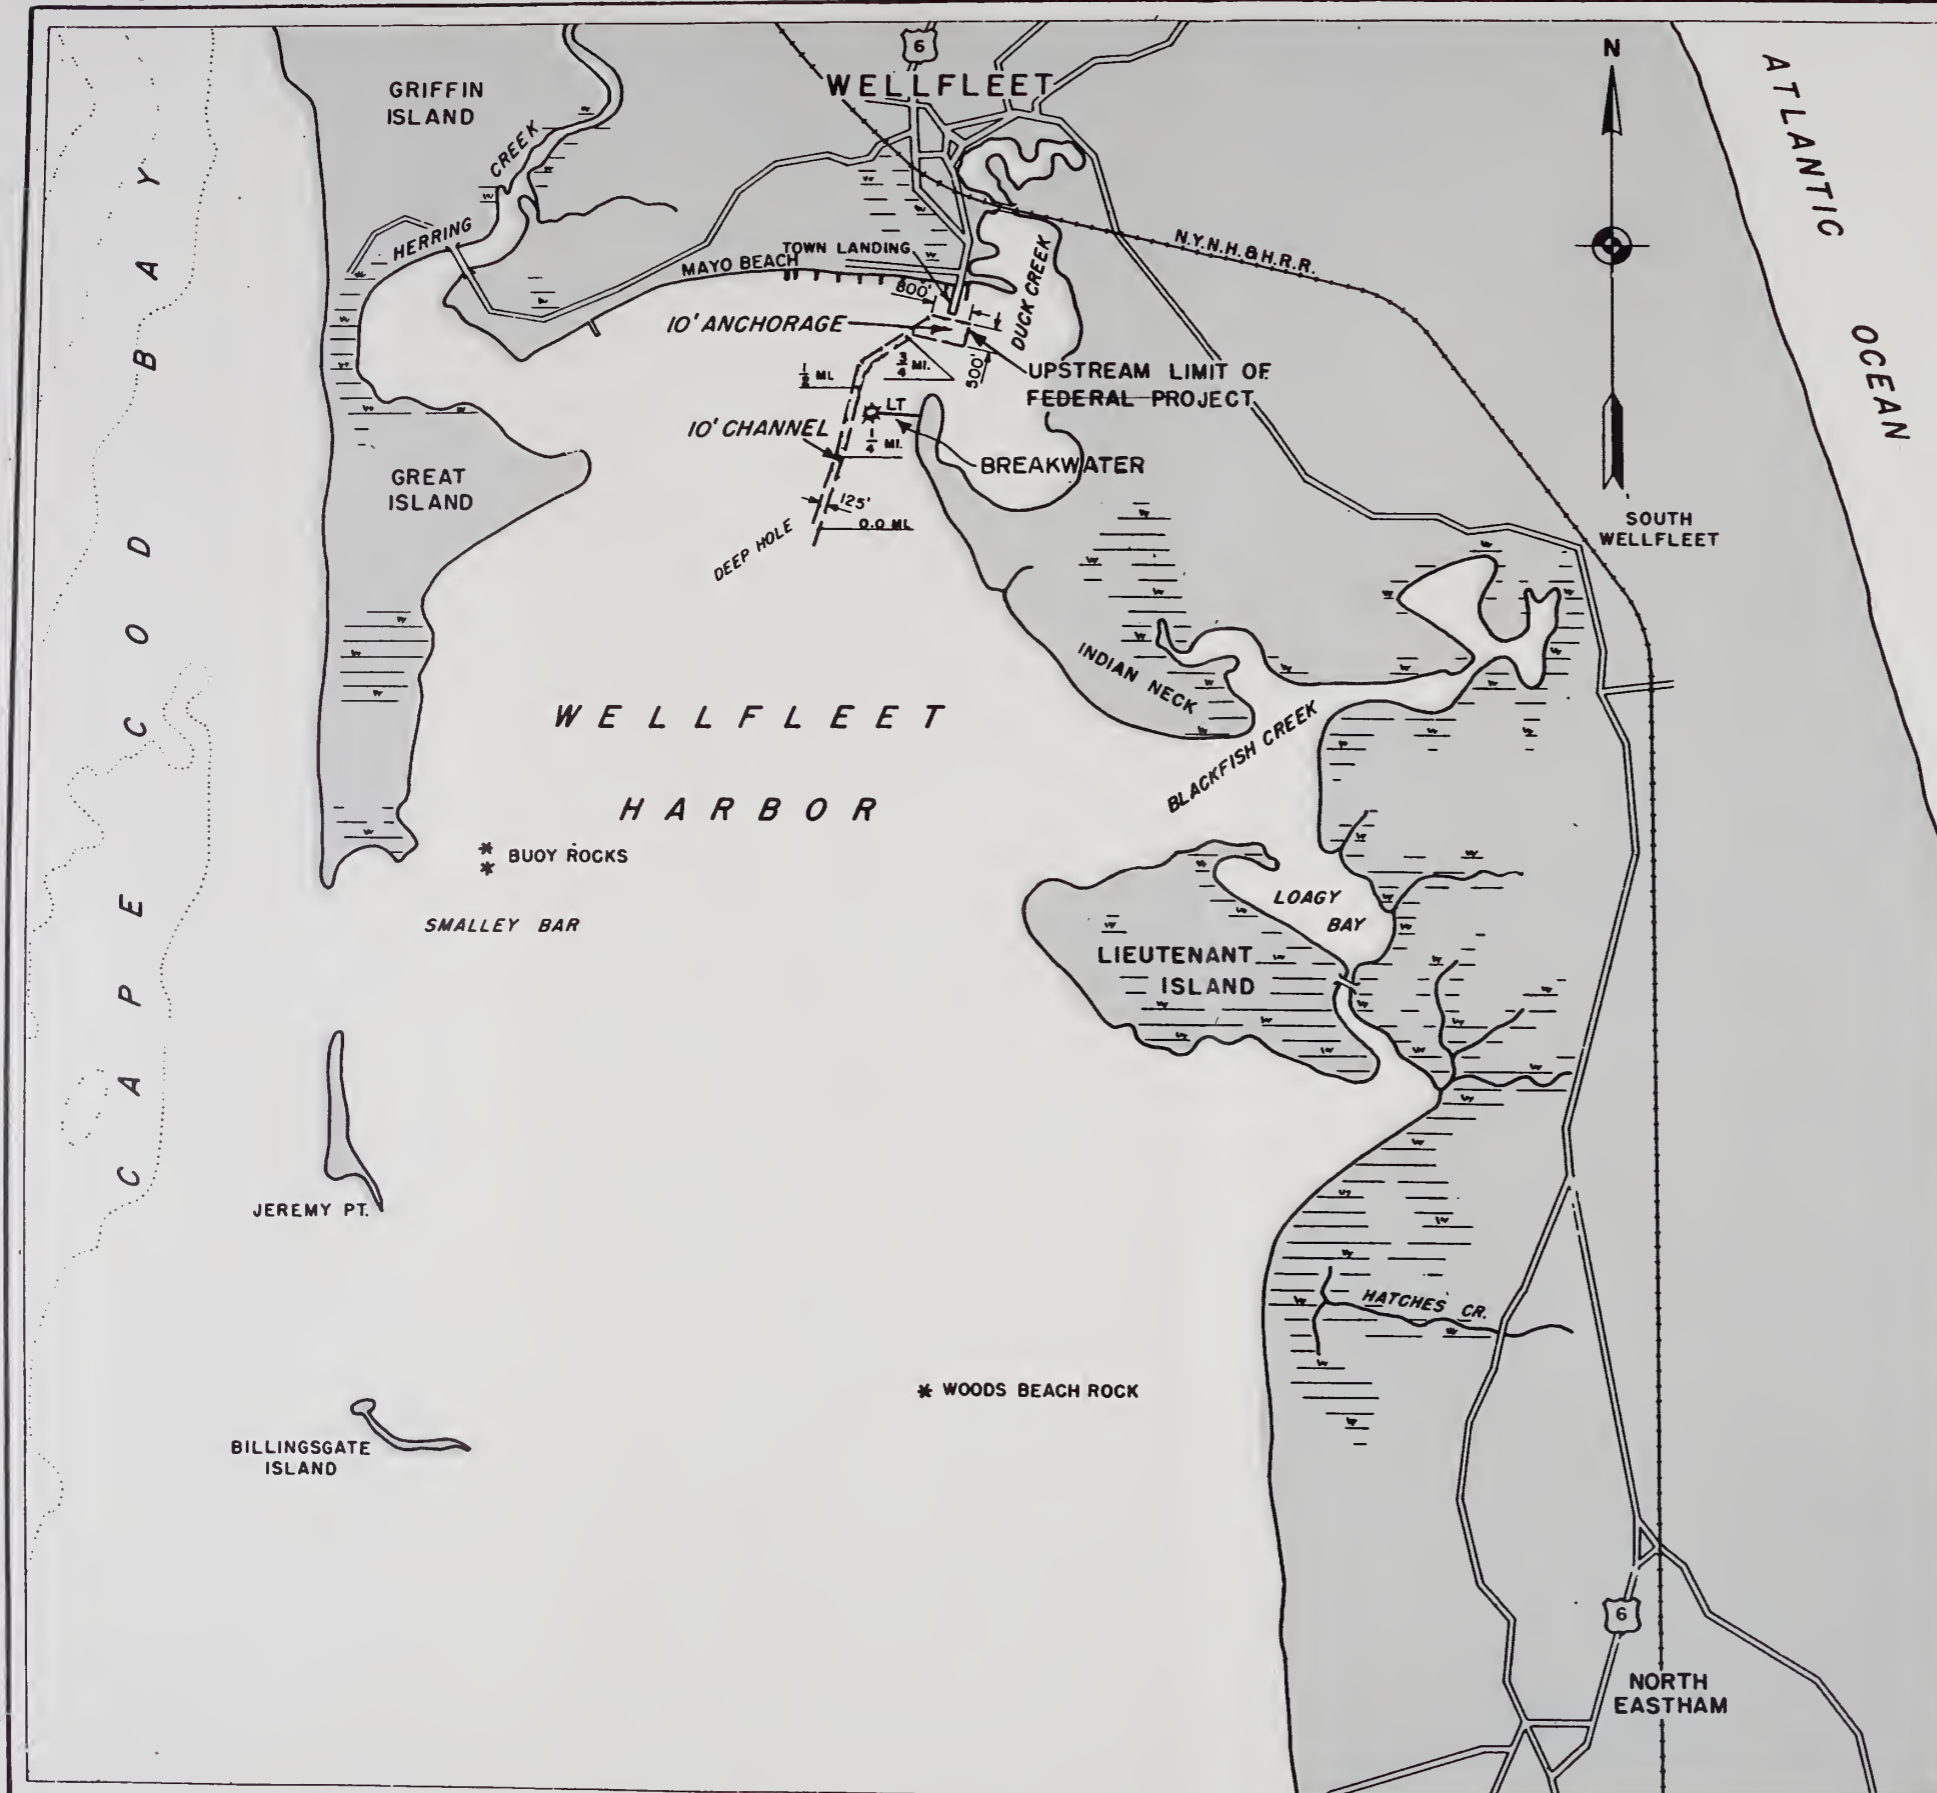 6
N
WELLFLEET
GRIFFIN
ISLAND
ATLANTIC
OCEAN
CREEK
HERRING
TOWN LANDING
MAYO BEACH
N.Y.N.H.&H.R.R.
DUCK CREEK
800'
10' ANCHORAGE
3/4 MI.
500'
1/2 MI.
UPSTREAM LIMIT OF
FEDERAL PROJECT
LT
10' CHANNEL
1/4 MI.
BREAKWATER
GREAT
ISLAND
125'
0.0 MI.
DEEP HOLE
SOUTH
WELLFLEET
CAPE COD BAY
INDIAN NECK
BLACKFISH CREEK
WELLFLEET
HARBOR
BUOY ROCKS
SMALLEY BAR
LOAGY
BAY
LIEUTENANT
ISLAND
JEREMY PT.
HATCHES' CR.
WOODS BEACH ROCK
BILLINGSGATE
ISLAND
6
NORTH
EASTHAM